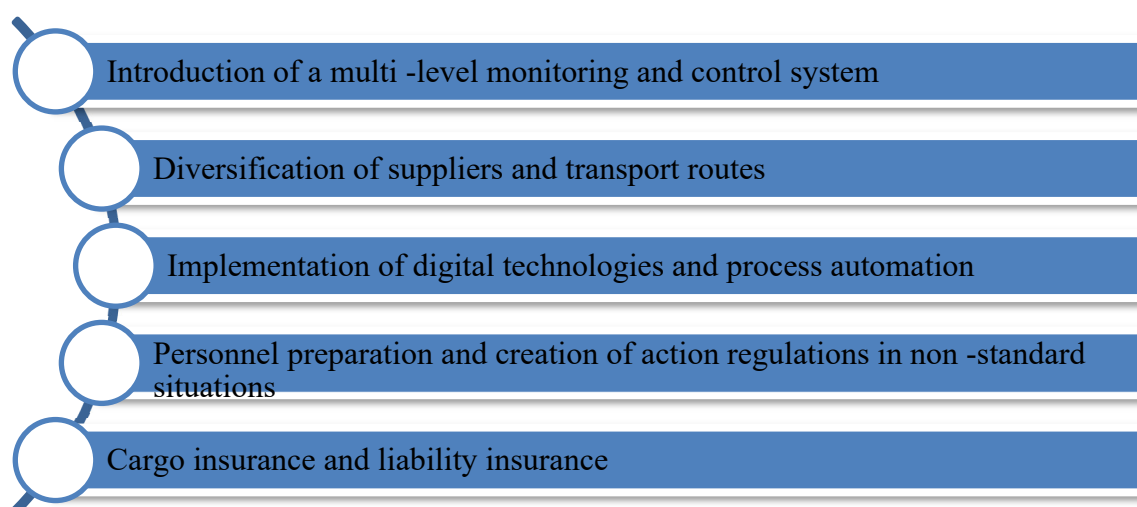 Introduction of a multi -level monitoring and control system
Diversification of suppliers and transport routes
Implementation of digital technologies and process automation
Personnel preparation and creation of action regulations in non -standard
situations
Cargo insurance and liability insurance